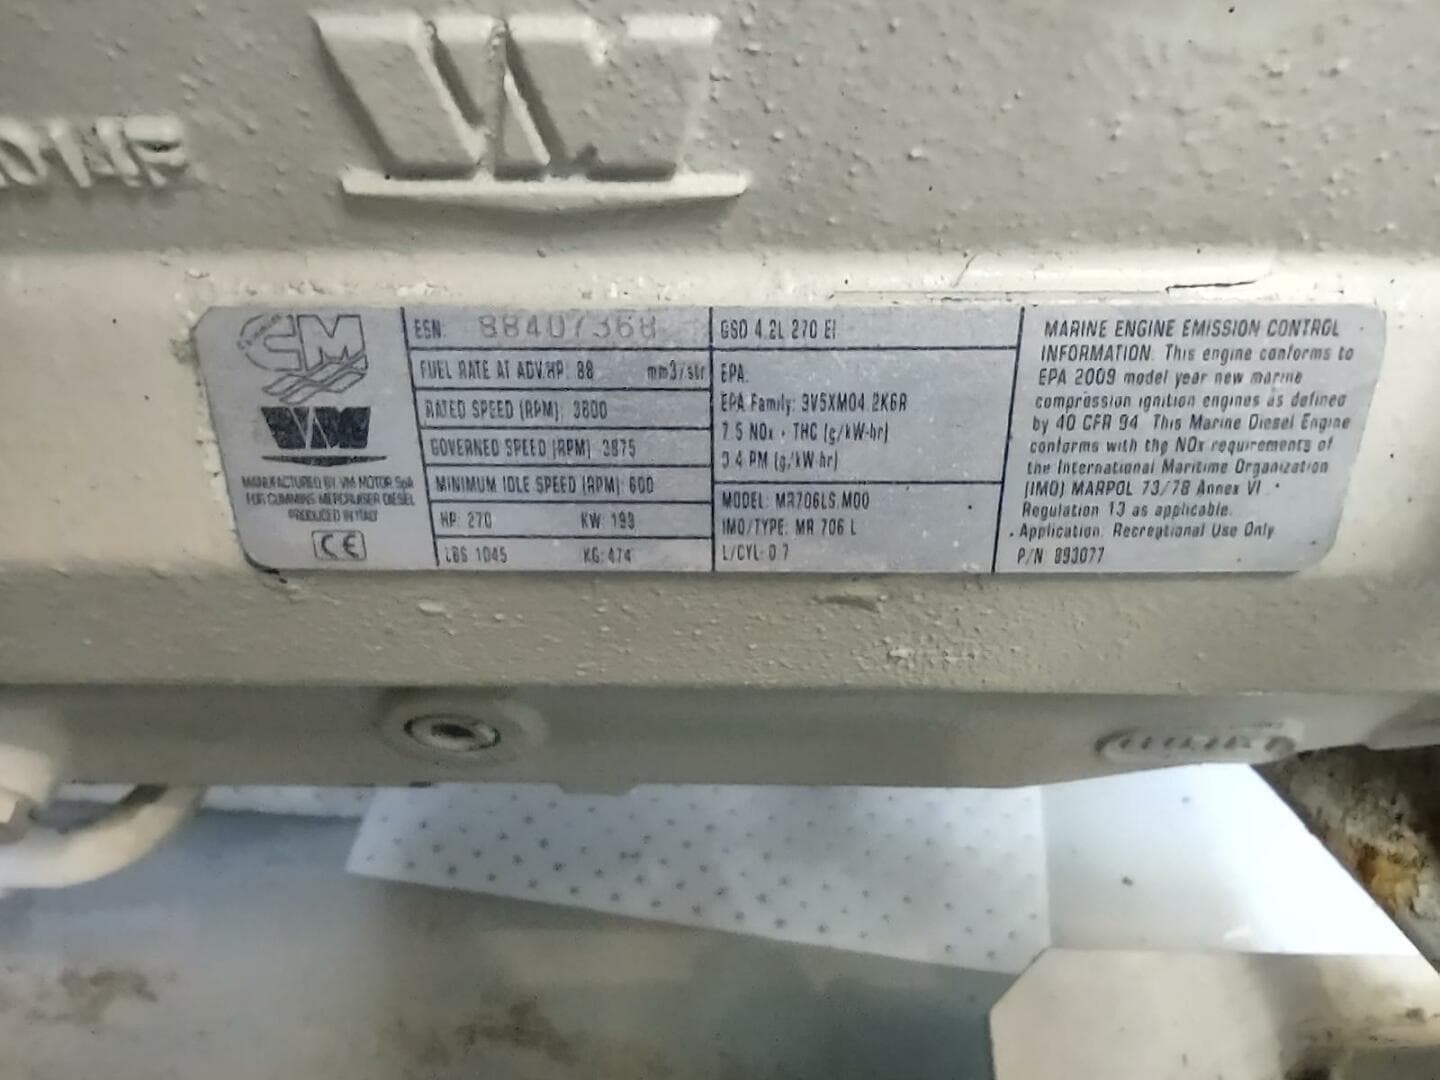 VM
CM
VM
MANUFACTURED BY VM MOTOR SpA
FOR CUMMINS MERCRUISER DIESEL
PRODUCED IN ITALY
CE
ESN: 88407368
FUEL RATE AT ADV.HP: 88 mm3/str
RATED SPEED (RPM): 3800
GOVERNED SPEED (RPM) 3875
MINIMUM IDLE SPEED (RPM): 600
HP: 270 KW: 199
LBS 1045 KG: 474
QSD 4.2L 270 EI
EPA:
EPA Family: 9V5XM04.2K6R
7.5 NOx + THC (g/kW-hr)
0.4 PM (g/kW-hr)
MODEL: MR706LS.M00
IMO/TYPE: MR 706 L
L/CYL: 0.7
MARINE ENGINE EMISSION CONTROL
INFORMATION: This engine conforms to
EPA 2009 model year new marine
compression ignition engines as defined
by 40 CFR 94. This Marine Diesel Engine
conforms with the NOx requirements of
the International Maritime Organization
(IMO) MARPOL 73/78 Annex VI
Regulation 13 as applicable.
Application: Recreational Use Only
P/N 893077